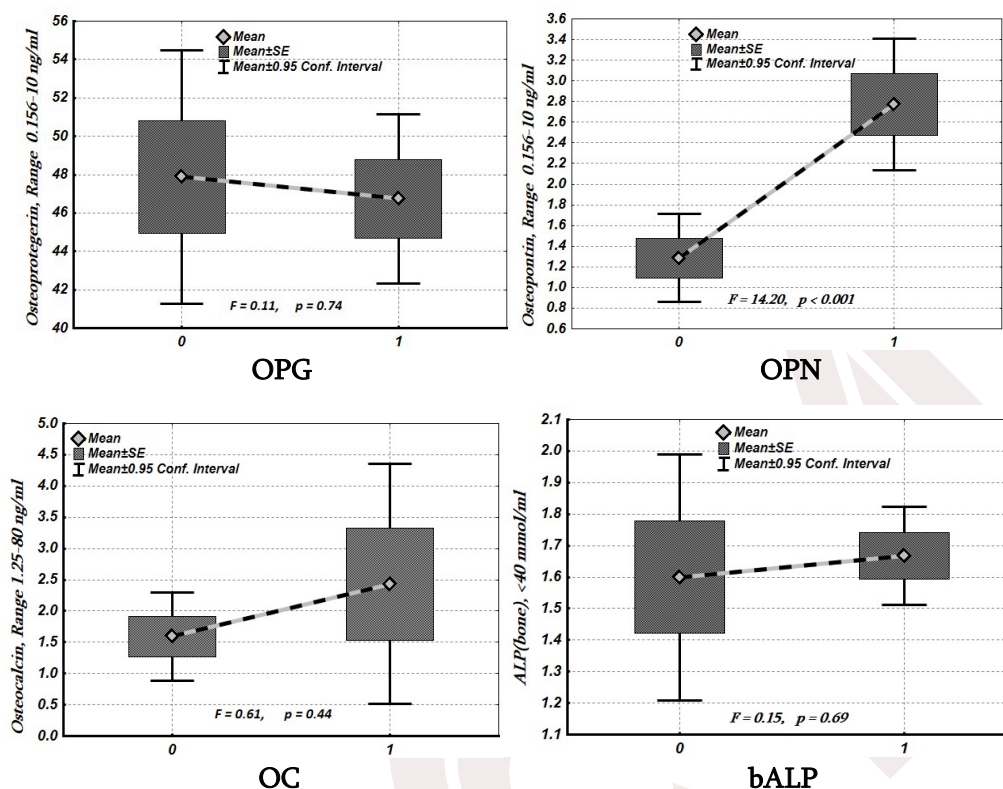 Osteoprotegerin, Range 0.156-10 ng/ml
56
54
52
50
48
46
44
42
40
Mean
Mean±SE
Mean±0.95 Conf. Interval
F = 0.11, p = 0.74
0 1
OPG
Osteopontin, Range 0.156-10 ng/ml
3.6
3.4
3.2
3.0
2.8
2.6
2.4
2.2
2.0
1.8
1.6
1.4
1.2
1.0
0.8
0.6
Mean
Mean±SE
Mean±0.95 Conf. Interval
F = 14.20, p < 0.001
0 1
OPN
Osteocalcin, Range 1.25-80 ng/ml
5.0
4.5
4.0
3.5
3.0
2.5
2.0
1.5
1.0
0.5
0.0
Mean
Mean±SE
Mean±0.95 Conf. Interval
F = 0.61, p = 0.44
0 1
OC
ALP(bone), <40 mmol/ml
2.1
2.0
1.9
1.8
1.7
1.6
1.5
1.4
1.3
1.2
1.1
Mean
Mean±SE
Mean±0.95 Conf. Interval
F = 0.15, p = 0.69
0 1
bALP